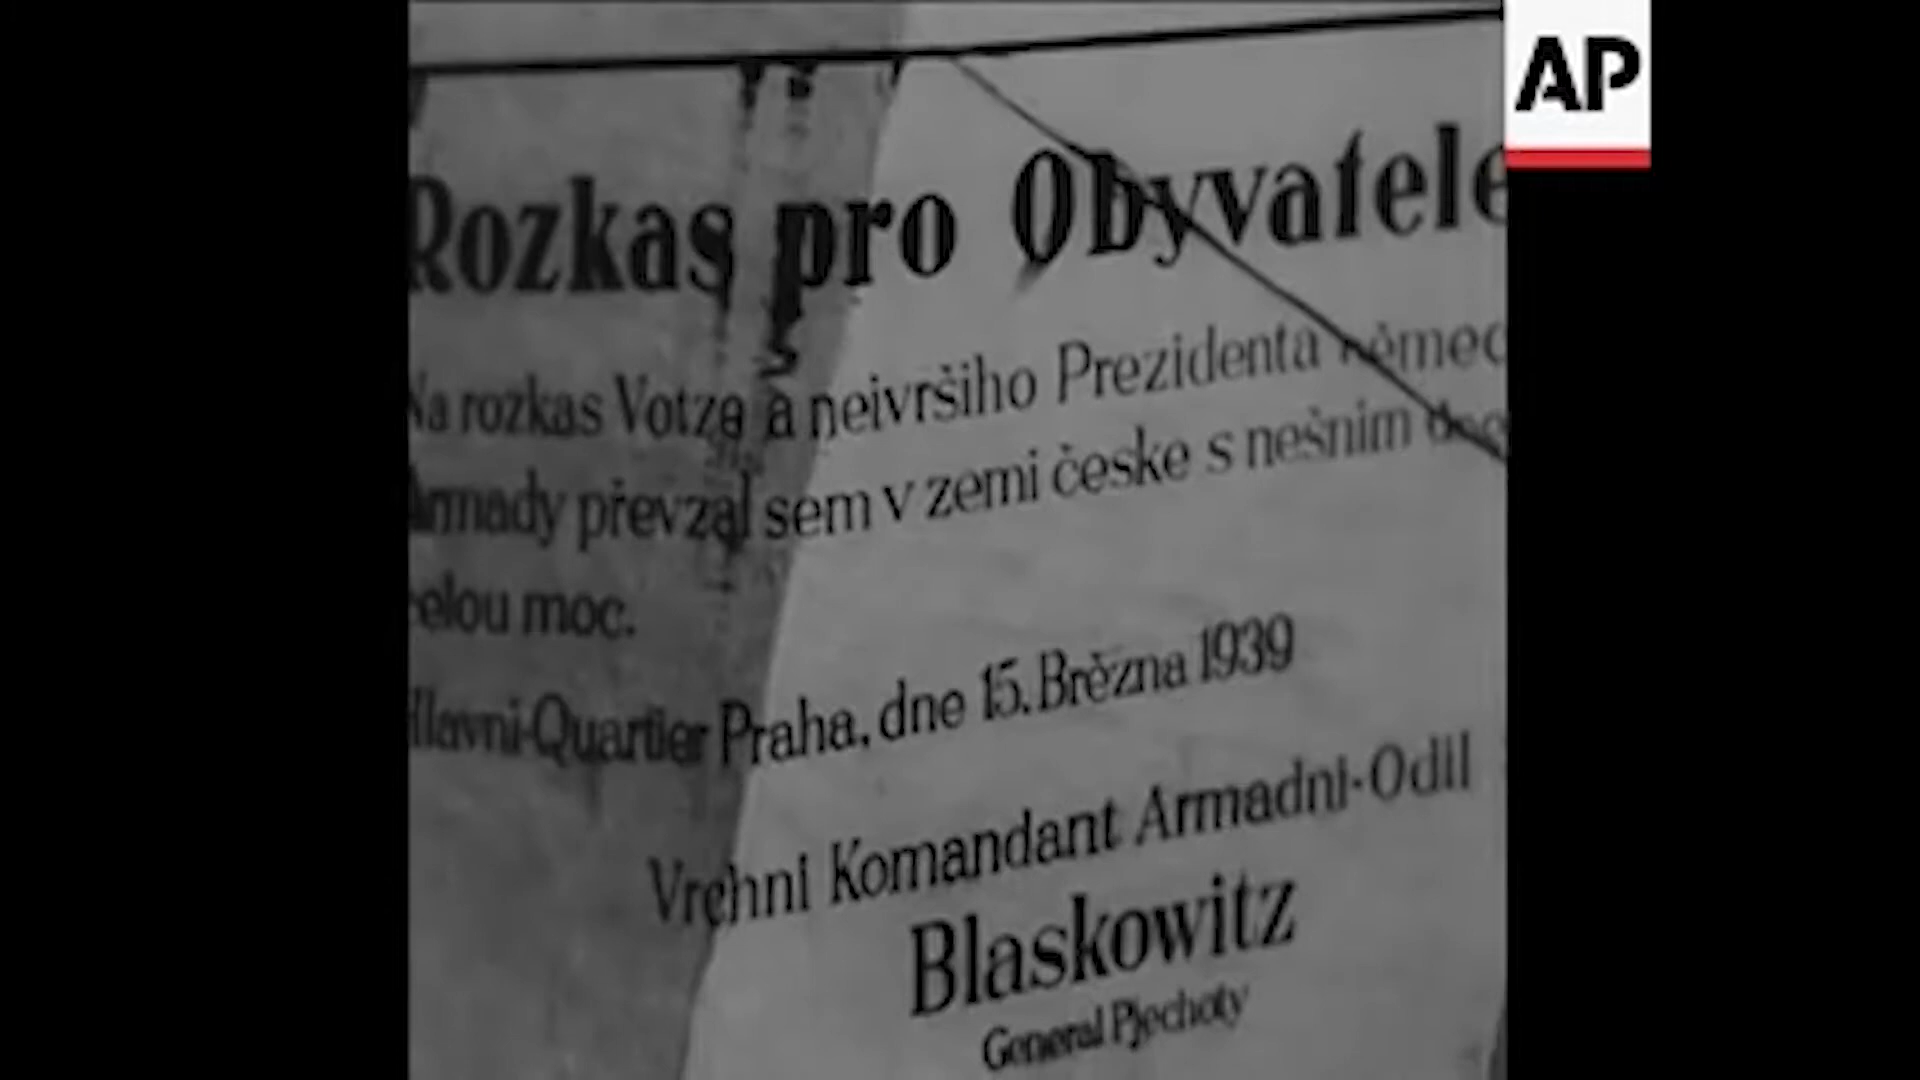 AP
Rozkas pro Obyvatele
Na rozkas Votze a neivršiho Prezidenta němec
Armady převzal sem v zemi česke s nešnim
celou moc.
Hlavni-Quartier Praha, dne 15. Března 1939
Vrchni Komandant Armadni-Odil
Blaskowitz
General Pjechoty